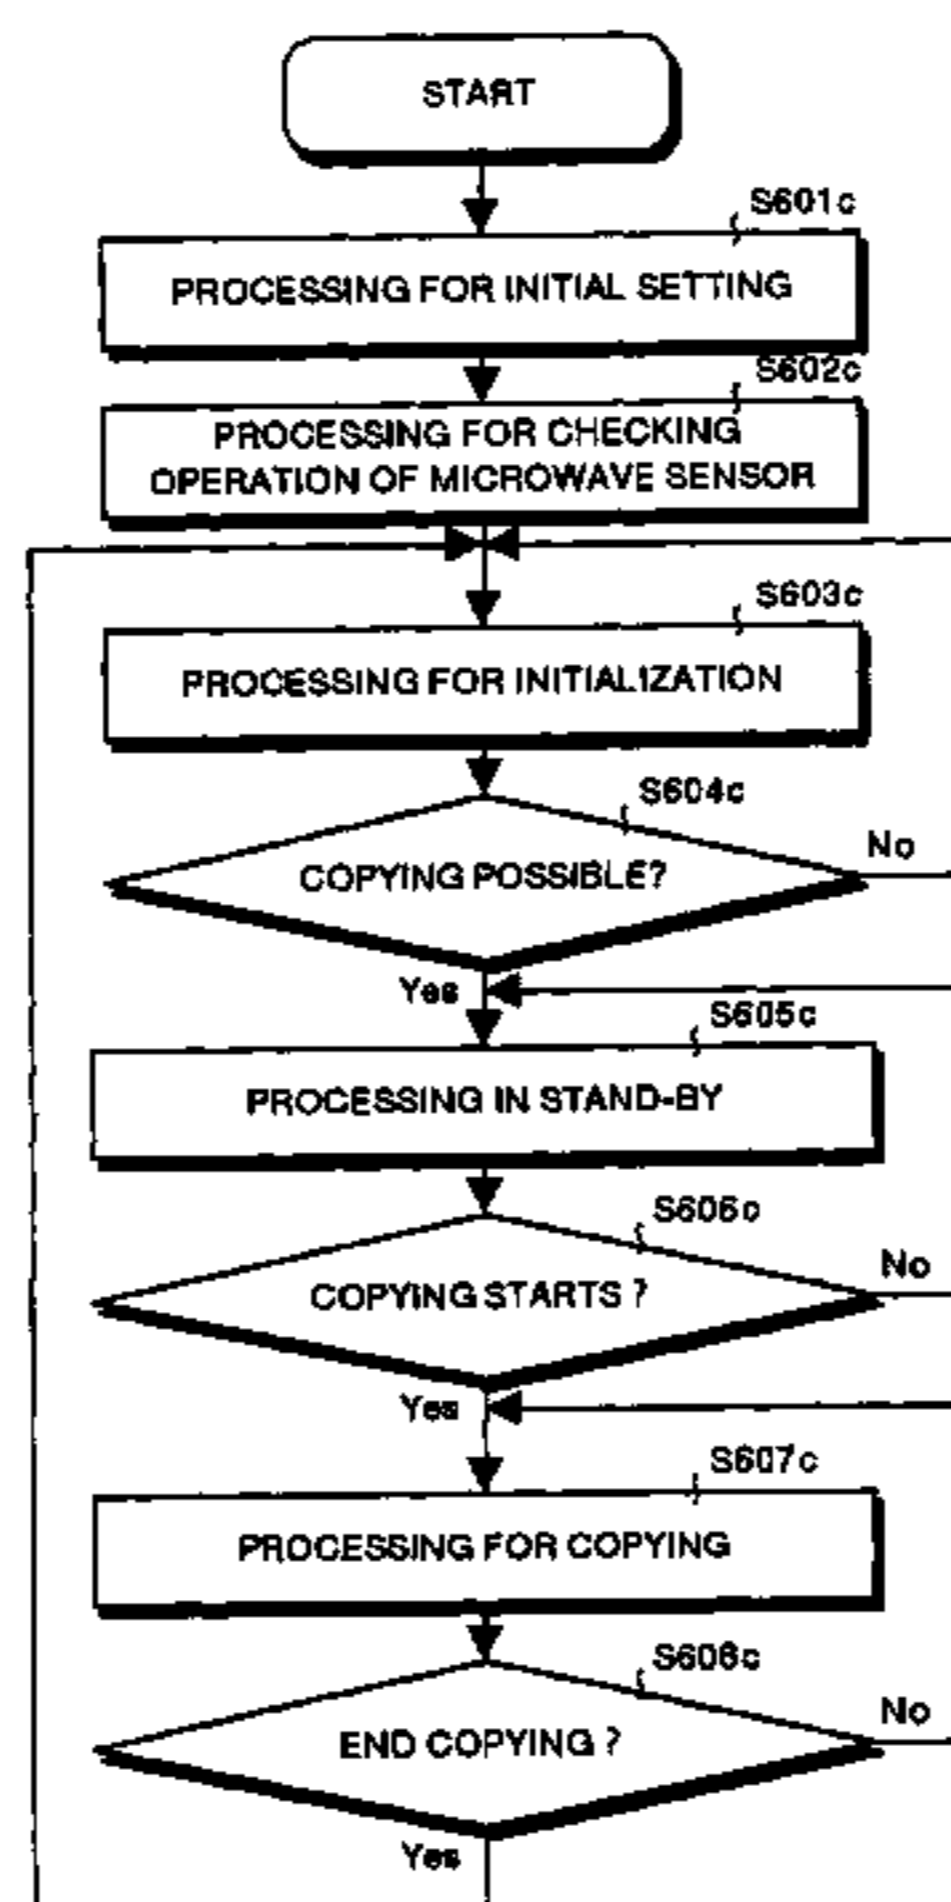 START
S601c
PROCESSING FOR INITIAL SETTING
S602c
PROCESSING FOR CHECKING
OPERATION OF MICROWAVE SENSOR
S603c
PROCESSING FOR INITIALIZATION
S604c
COPYING POSSIBLE?
No
Yes
S605c
PROCESSING IN STAND-BY
S606c
COPYING STARTS ?
No
Yes
S607c
PROCESSING FOR COPYING
S608c
END COPYING ?
No
Yes